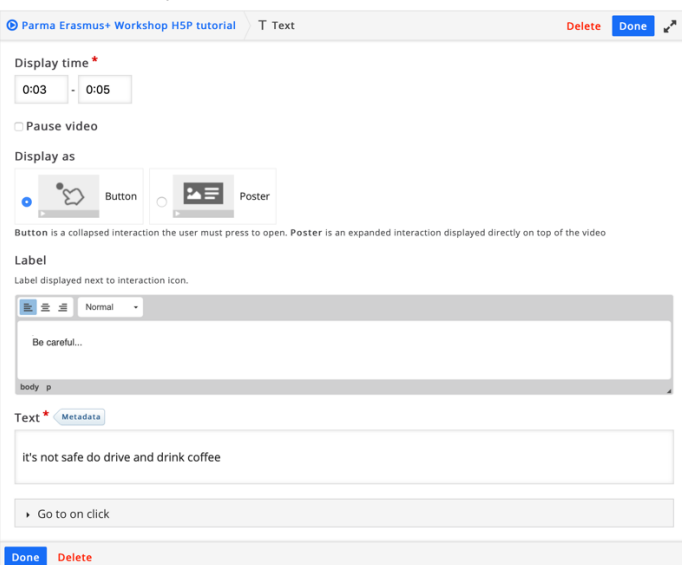 Parma Erasmus+ Workshop H5P tutorial T Text Delete Done
Display time *
0:03 - 0:05
Pause video
Display as
Button Poster
Button is a collapsed interaction the user must press to open. Poster is an expanded interaction displayed directly on top of the video
Label
Label displayed next to interaction icon.
Normal
Be careful...
body p
Text * Metadata
it's not safe do drive and drink coffee
Go to on click
Done Delete